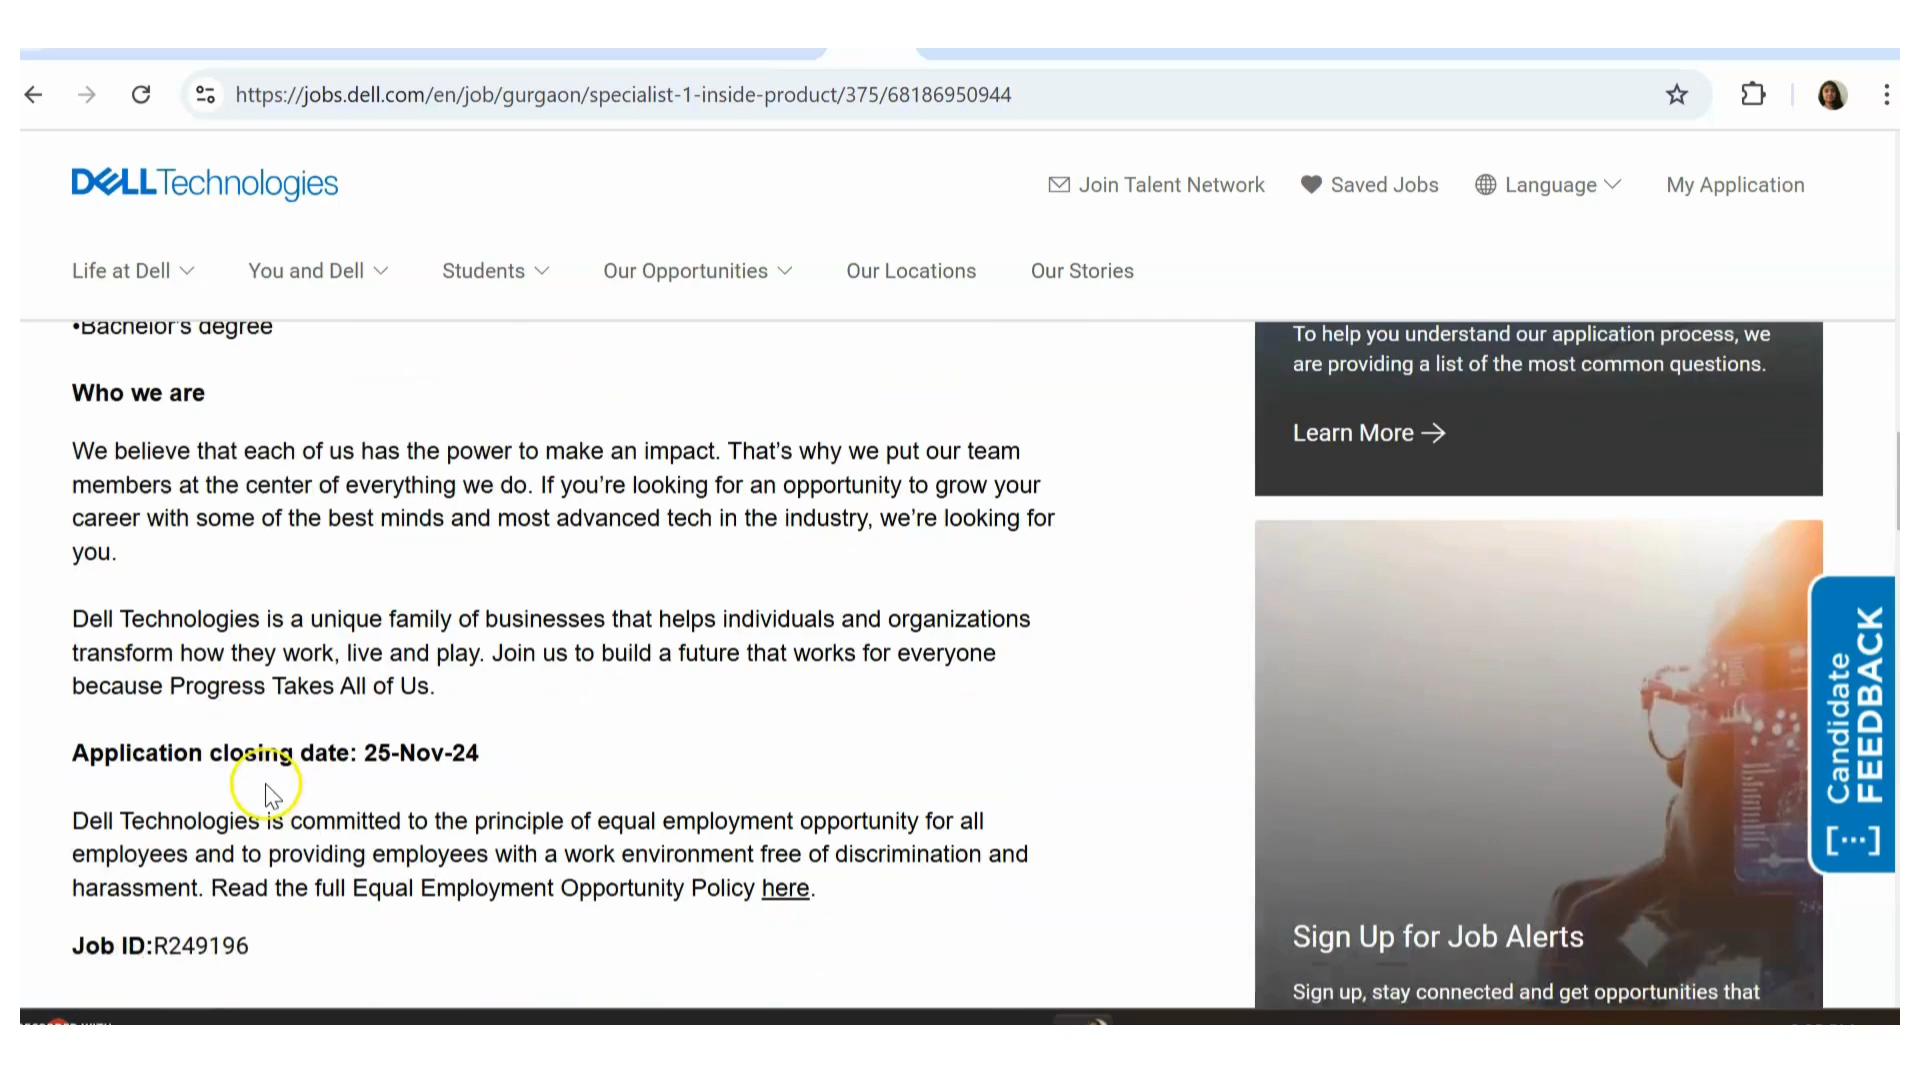 https://jobs.dell.com/en/job/gurgaon/specialist-1-inside-product/375/68186950944
DELLTechnologies
Join Talent Network
Saved Jobs
Language
My Application
Life at Dell
You and Dell
Students
Our Opportunities
Our Locations
Our Stories
•Bachelor's degree
Who we are
We believe that each of us has the power to make an impact. That’s why we put our team
members at the center of everything we do. If you’re looking for an opportunity to grow your
career with some of the best minds and most advanced tech in the industry, we’re looking for
you.
Dell Technologies is a unique family of businesses that helps individuals and organizations
transform how they work, live and play. Join us to build a future that works for everyone
because Progress Takes All of Us.
Application closing date: 25-Nov-24
Dell Technologies is committed to the principle of equal employment opportunity for all
employees and to providing employees with a work environment free of discrimination and
harassment. Read the full Equal Employment Opportunity Policy here.
Job ID:R249196
To help you understand our application process, we
are providing a list of the most common questions.
Learn More
Sign Up for Job Alerts
Sign up, stay connected and get opportunities that
Candidate
FEEDBACK